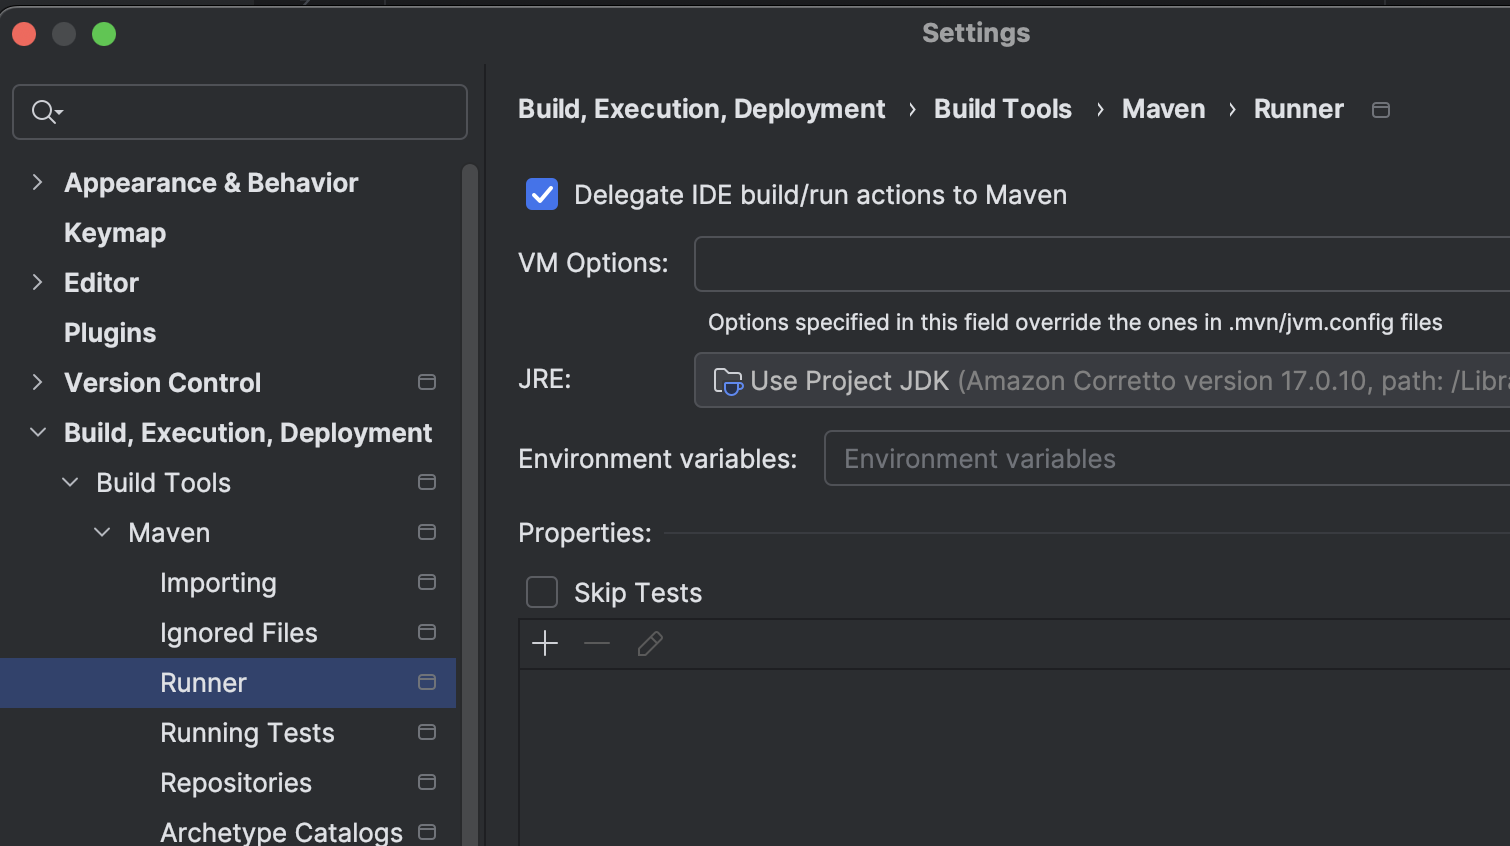 Settings
Build, Execution, Deployment › Build Tools › Maven › Runner
Appearance & Behavior
Keymap
Editor
Plugins
Version Control
Build, Execution, Deployment
Build Tools
Maven
Importing
Ignored Files
Runner
Running Tests
Repositories
Archetype Catalogs
Delegate IDE build/run actions to Maven
VM Options:
Options specified in this field override the ones in .mvn/jvm.config files
JRE: Use Project JDK (Amazon Corretto version 17.0.10, path: /Libr
Environment variables: Environment variables
Properties:
Skip Tests